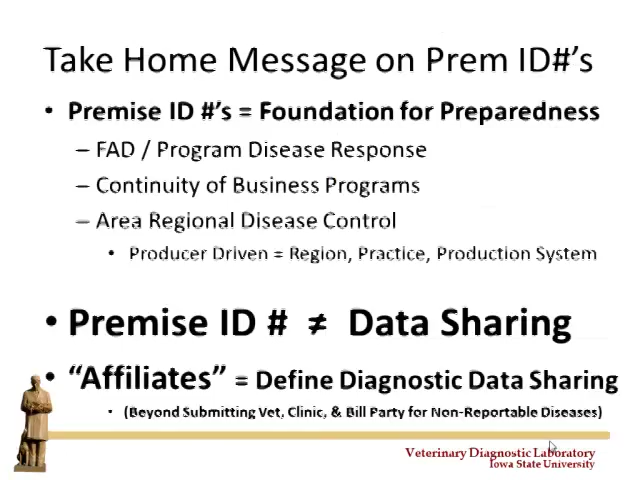 Take Home Message on Prem ID#'s
• Premise ID #'s = Foundation for Preparedness
– FAD / Program Disease Response
– Continuity of Business Programs
– Area Regional Disease Control
• Producer Driven = Region, Practice, Production System
• Premise ID # ≠ Data Sharing
• “Affiliates” = Define Diagnostic Data Sharing
• (Beyond Submitting Vet, Clinic, & Bill Party for Non-Reportable Diseases)
Veterinary Diagnostic Laboratory
Iowa State University